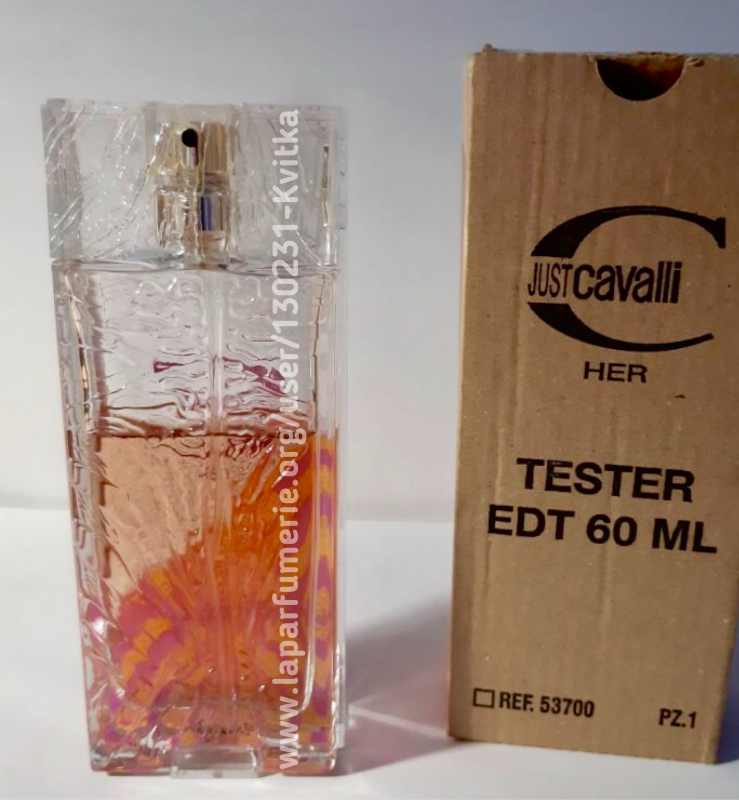 www.laparfumerie.org/user/130231-Kvitka
JUST cavalli
HER
TESTER
EDT 60 ML
REF. 53700
PZ.1